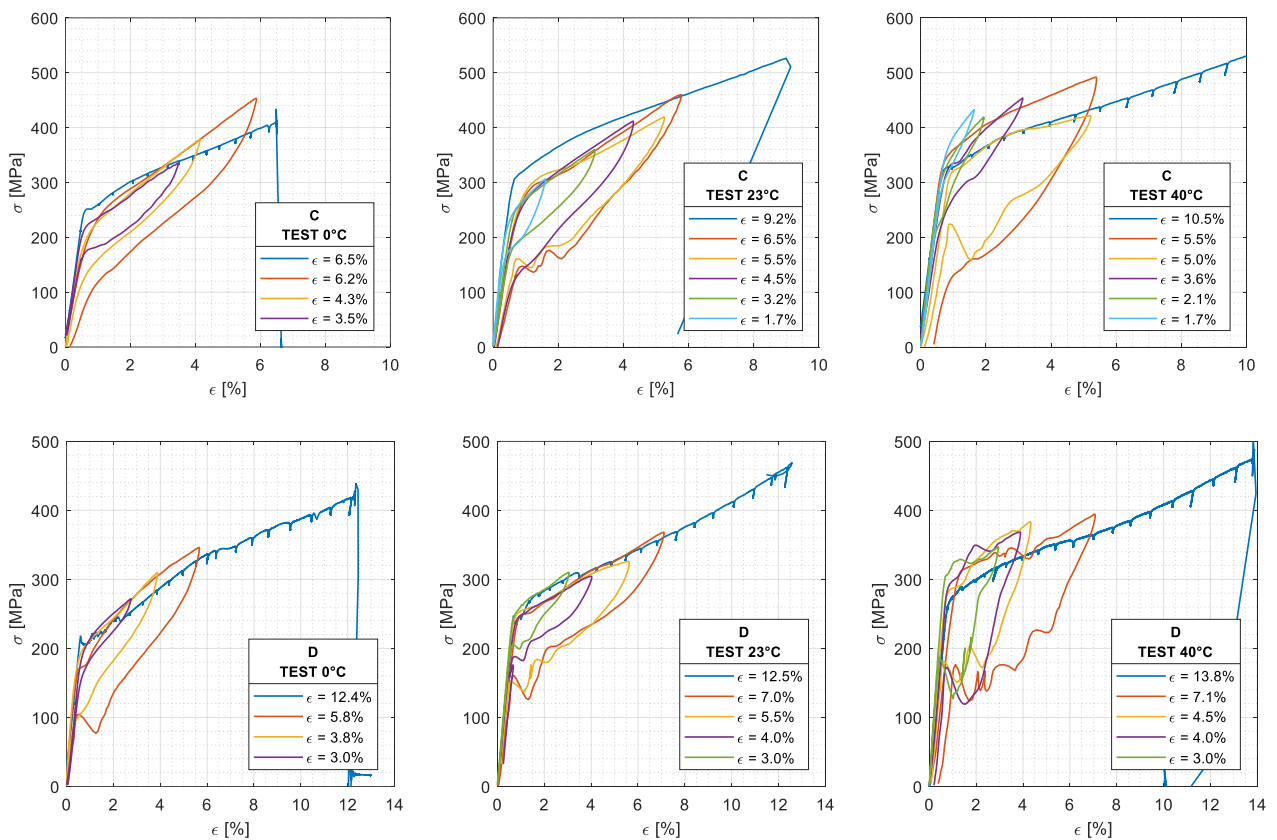 600
500
400
300
200
100
0
σ [MPa]
0 2 4 6 8 10
ϵ [%]
C
TEST 0°C
ϵ = 6.5%
ϵ = 6.2%
ϵ = 4.3%
ϵ = 3.5%
600
500
400
300
200
100
0
σ [MPa]
0 2 4 6 8 10
ϵ [%]
C
TEST 23°C
ϵ = 9.2%
ϵ = 6.5%
ϵ = 5.5%
ϵ = 4.5%
ϵ = 3.2%
ϵ = 1.7%
600
500
400
300
200
100
0
σ [MPa]
0 2 4 6 8 10
ϵ [%]
C
TEST 40°C
ϵ = 10.5%
ϵ = 5.5%
ϵ = 5.0%
ϵ = 3.6%
ϵ = 2.1%
ϵ = 1.7%
500
400
300
200
100
0
σ [MPa]
0 2 4 6 8 10 12 14
ϵ [%]
D
TEST 0°C
ϵ = 12.4%
ϵ = 5.8%
ϵ = 3.8%
ϵ = 3.0%
500
400
300
200
100
0
σ [MPa]
0 2 4 6 8 10 12 14
ϵ [%]
D
TEST 23°C
ϵ = 12.5%
ϵ = 7.0%
ϵ = 5.5%
ϵ = 4.0%
ϵ = 3.0%
500
400
300
200
100
0
σ [MPa]
0 2 4 6 8 10 12 14
ϵ [%]
D
TEST 40°C
ϵ = 13.8%
ϵ = 7.1%
ϵ = 4.5%
ϵ = 4.0%
ϵ = 3.0%